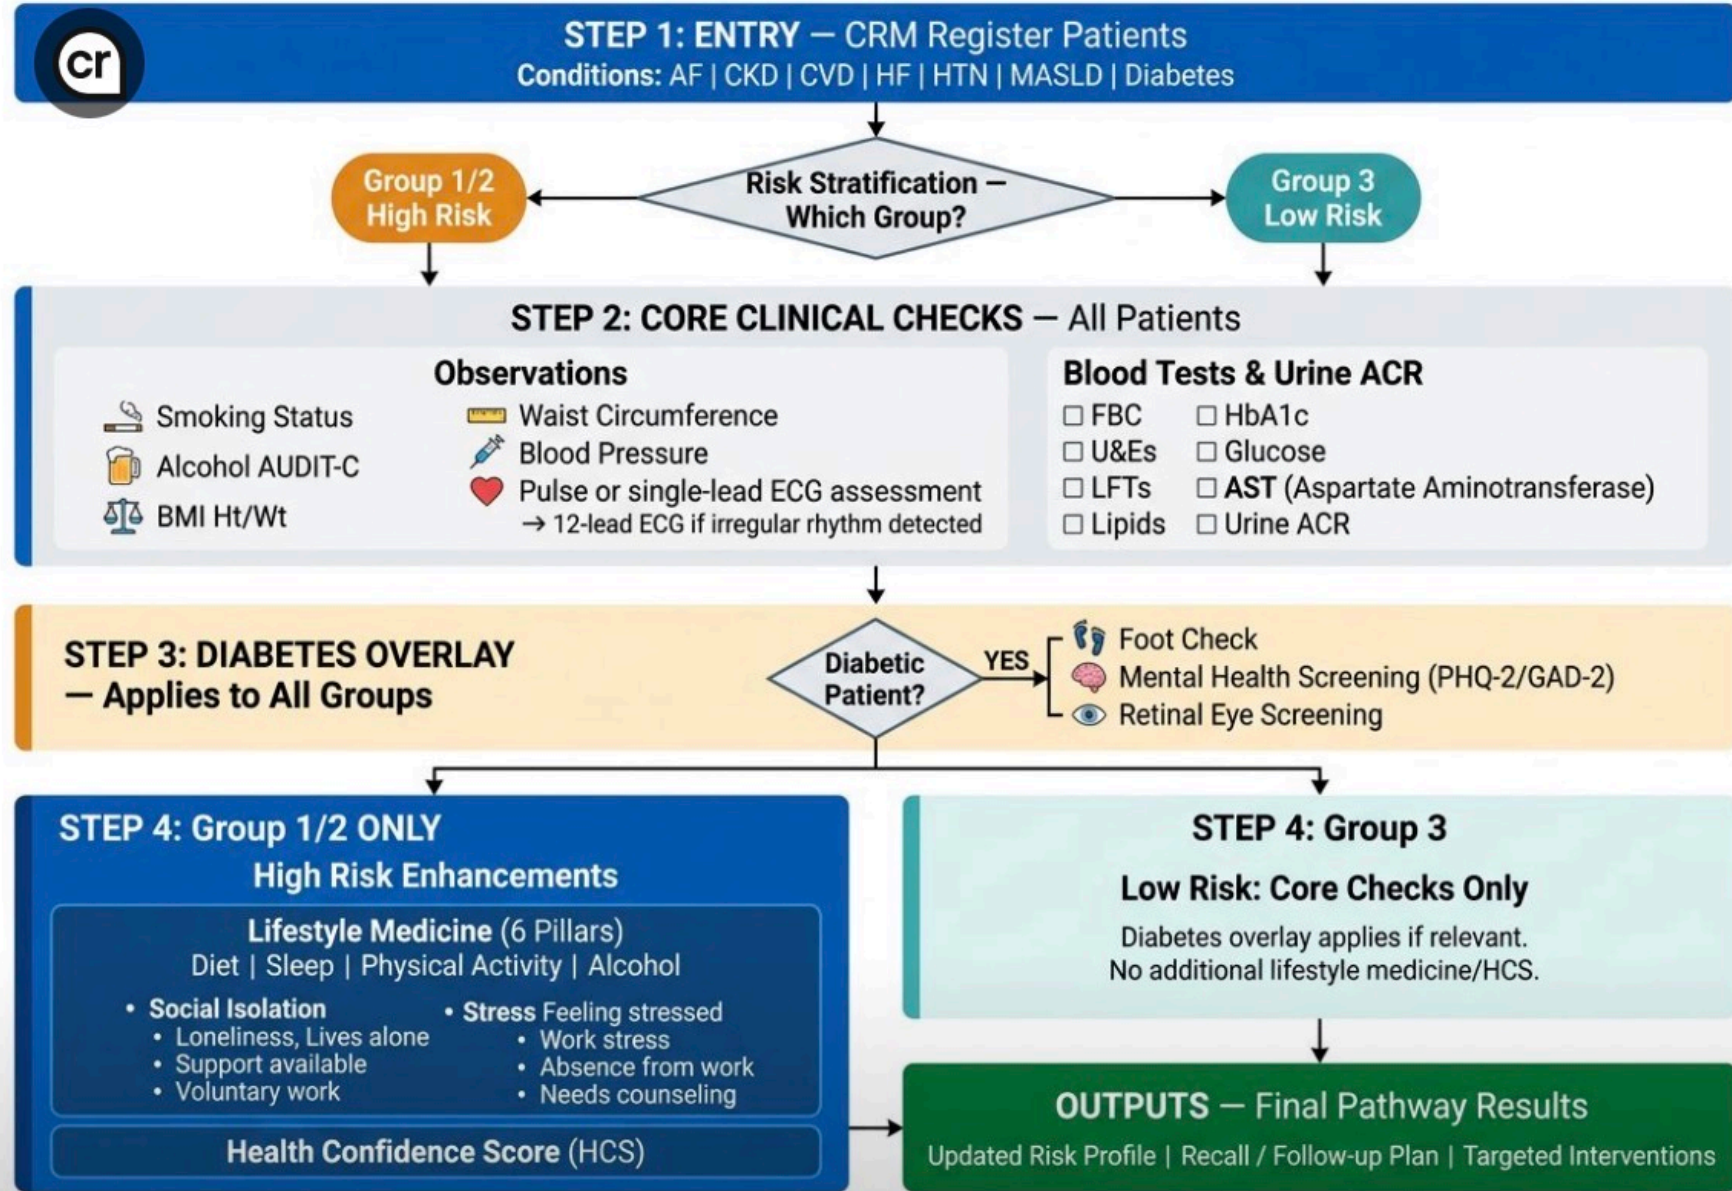 cr
STEP 1: ENTRY — CRM Register Patients
Conditions: AF | CKD | CVD | HF | HTN | MASLD | Diabetes
Risk Stratification —
Which Group?
Group 1/2
High Risk
Group 3
Low Risk
STEP 2: CORE CLINICAL CHECKS — All Patients
Observations
Smoking Status
Alcohol AUDIT-C
BMI Ht/Wt
Waist Circumference
Blood Pressure
Pulse or single-lead ECG assessment
→ 12-lead ECG if irregular rhythm detected
Blood Tests & Urine ACR
☐ FBC
☐ U&Es
☐ LFTs
☐ Lipids
☐ HbA1c
☐ Glucose
☐ AST (Aspartate Aminotransferase)
☐ Urine ACR
STEP 3: DIABETES OVERLAY
— Applies to All Groups
Diabetic
Patient?
YES
Foot Check
Mental Health Screening (PHQ-2/GAD-2)
Retinal Eye Screening
STEP 4: Group 1/2 ONLY
High Risk Enhancements
Lifestyle Medicine (6 Pillars)
Diet | Sleep | Physical Activity | Alcohol
• Social Isolation
• Loneliness, Lives alone
• Support available
• Voluntary work
• Stress Feeling stressed
• Work stress
• Absence from work
• Needs counseling
Health Confidence Score (HCS)
STEP 4: Group 3
Low Risk: Core Checks Only
Diabetes overlay applies if relevant.
No additional lifestyle medicine/HCS.
OUTPUTS — Final Pathway Results
Updated Risk Profile | Recall / Follow-up Plan | Targeted Interventions